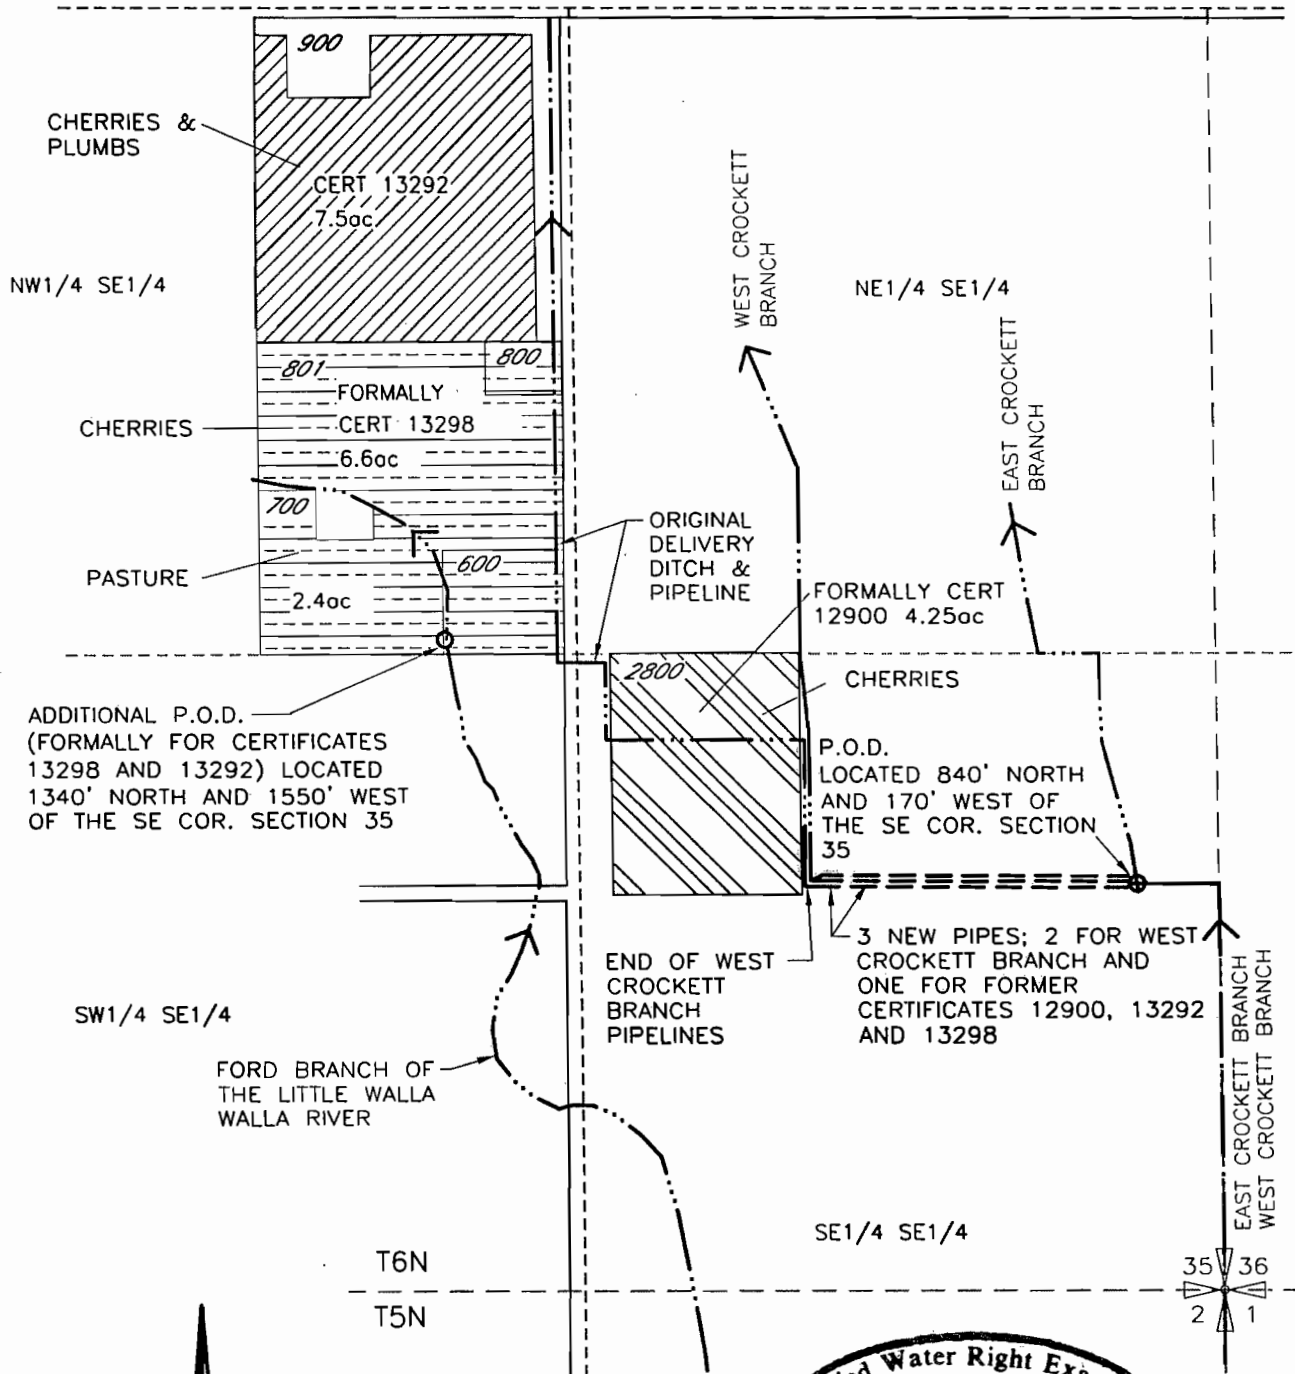 900
CHERRIES &
PLUMBS
CERT 13292
7.5ac
NW1/4 SE1/4
NE1/4 SE1/4
WEST CROCKETT
BRANCH
EAST CROCKETT
BRANCH
801
800
FORMALLY
CERT 13298
6.6ac
CHERRIES
700
600
PASTURE
2.4ac
ORIGINAL
DELIVERY
DITCH &
PIPELINE
FORMALLY CERT
12900 4.25ac
2800
CHERRIES
ADDITIONAL P.O.D.
(FORMALLY FOR CERTIFICATES
13298 AND 13292) LOCATED
1340' NORTH AND 1550' WEST
OF THE SE COR. SECTION 35
P.O.D.
LOCATED 840' NORTH
AND 170' WEST OF
THE SE COR. SECTION
35
END OF WEST
CROCKETT
BRANCH
PIPELINES
3 NEW PIPES; 2 FOR WEST
CROCKETT BRANCH AND
ONE FOR FORMER
CERTIFICATES 12900, 13292
AND 13298
SW1/4 SE1/4
FORD BRANCH OF
THE LITTLE WALLA
WALLA RIVER
EAST CROCKETT BRANCH
WEST CROCKETT BRANCH
SE1/4 SE1/4
T6N
T5N
35 36
2 1
Water Right